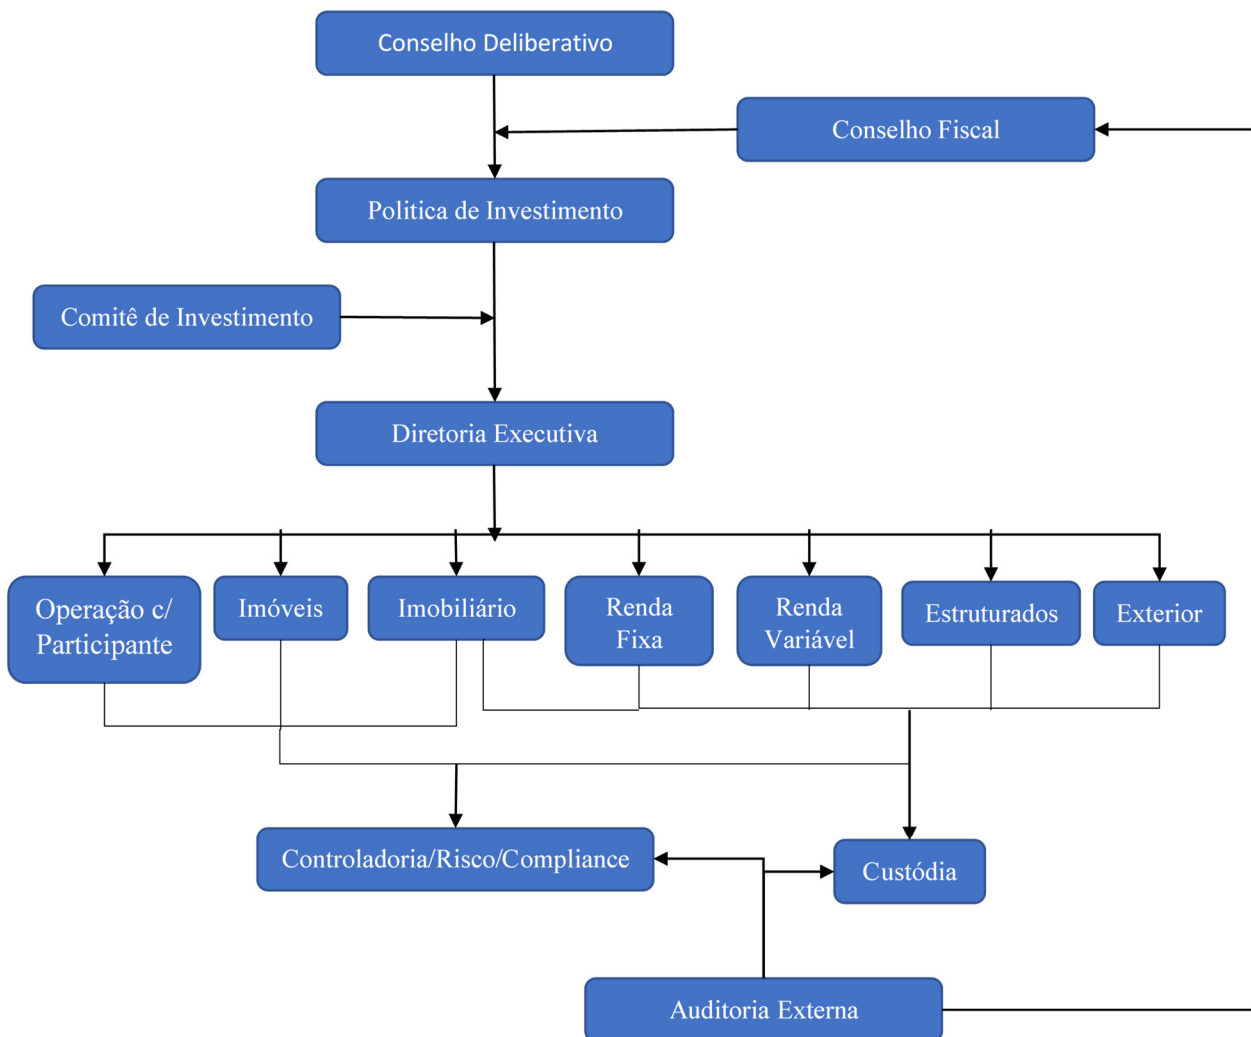 Conselho Deliberativo
Conselho Fiscal
Politica de Investimento
Comitê de Investimento
Diretoria Executiva
Operação c/
Participante
Imóveis
Imobiliário
Renda
Fixa
Renda
Variável
Estruturados
Exterior
Controladoria/Risco/Compliance
Custódia
Auditoria Externa